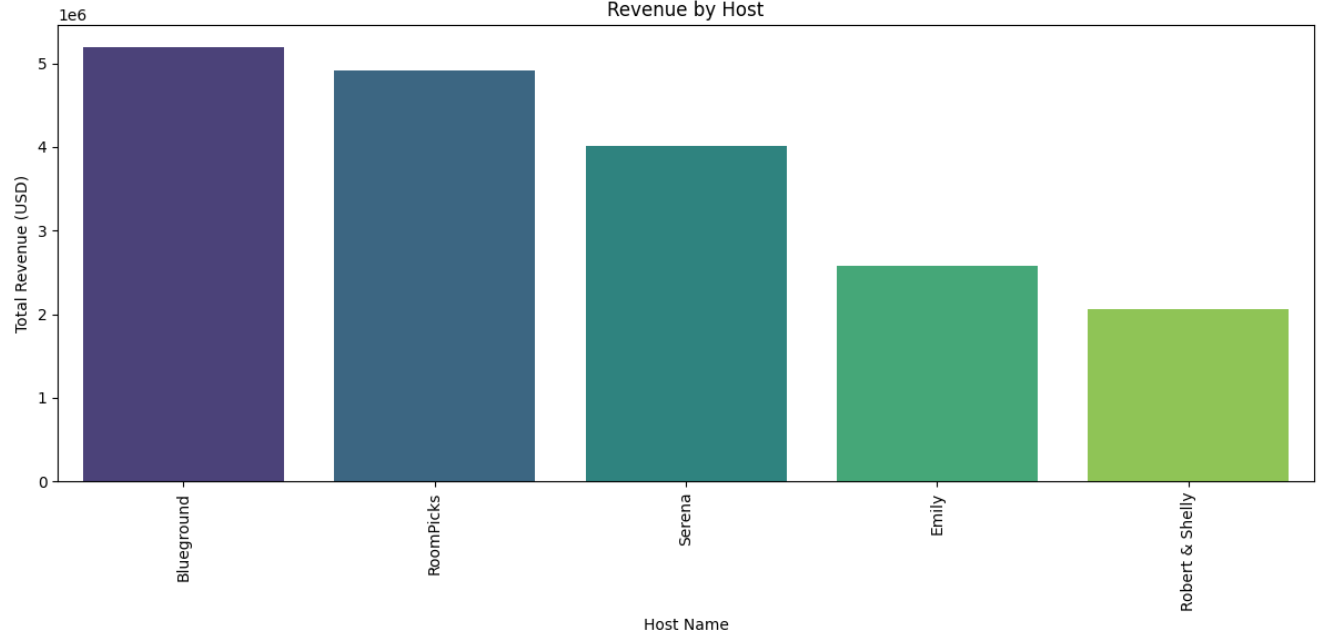 Revenue by Host
1e6
5
4
3
2
1
0
Total Revenue (USD)
Blueground
RoomPicks
Serena
Emily
Robert & Shelly
Host Name